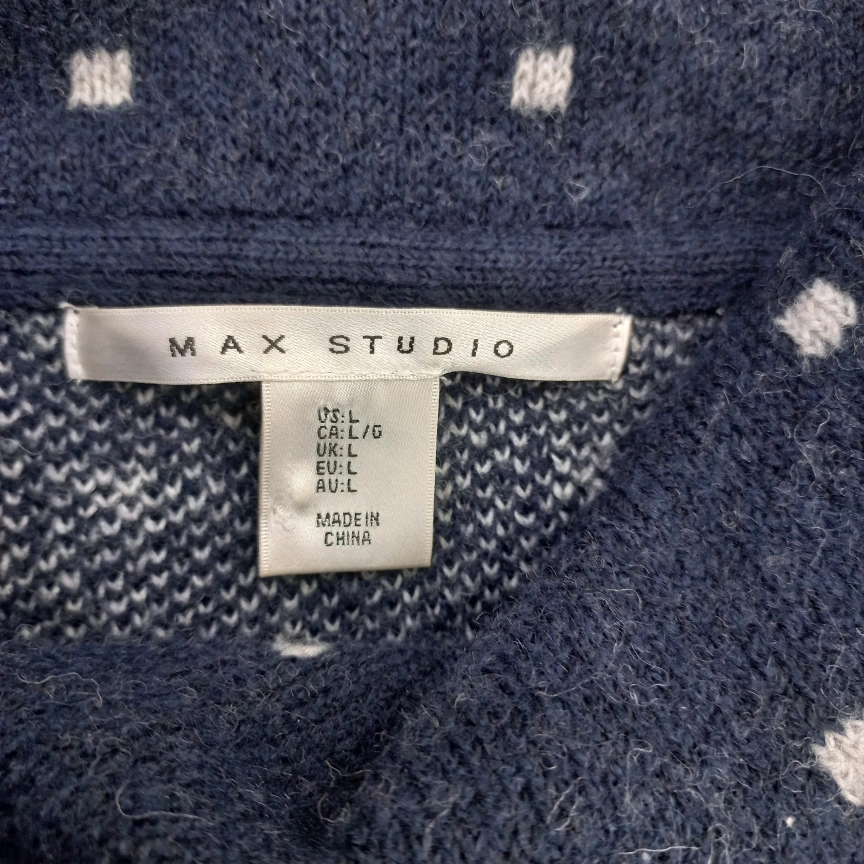 MAX STUDIO
US:L
CA:L/G
UK:L
EU:L
AU:L
MADE IN
CHINA